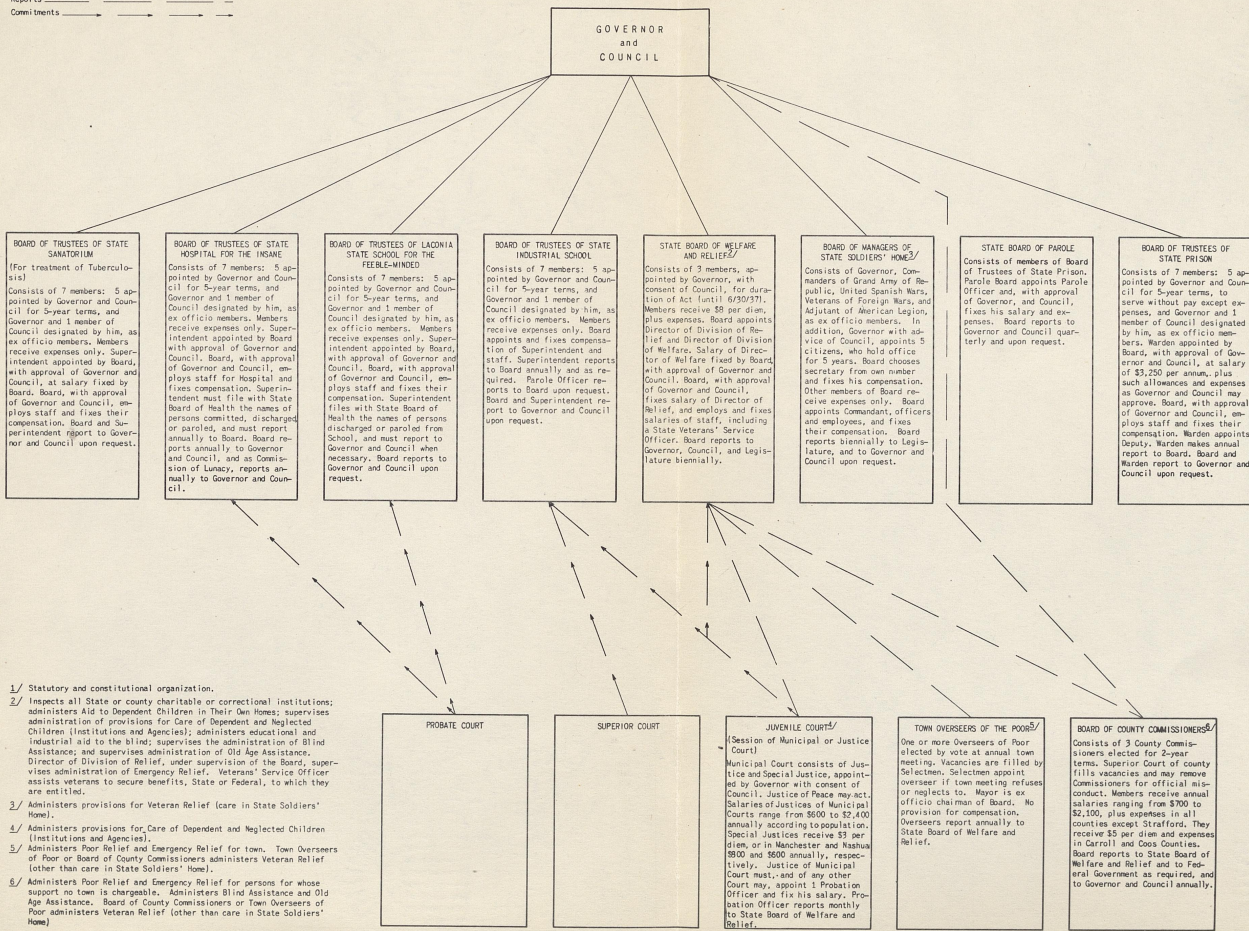 Reports
Commitments
GOVERNOR
and
COUNCIL
BOARD OF TRUSTEES OF STATE
SANATORIUM
(For treatment of Tuberculo-
sis)
Consists of 7 members: 5 ap-
pointed by Governor and Coun-
cil for 5-year terms, and
Governor and 1 member of
Council designated by him, as
ex officio members. Members
receive expenses only. Super-
intendent appointed by Board,
with approval of Governor and
Council, at salary fixed by
Board. Board, with approval
of Governor and Council, em-
ploys staff and fixes their
compensation. Board and Su-
perintendent report to Gover-
nor and Council upon request.
BOARD OF TRUSTEES OF STATE
HOSPITAL FOR THE INSANE
Consists of 7 members: 5 ap-
pointed by Governor and Coun-
cil for 5-year terms, and
Governor and 1 member of
Council designated by him, as
ex officio members. Members
receive expenses only. Super-
intendent appointed by Board
with approval of Governor and
Council. Board, with approval
of Governor and Council, em-
ploys staff for Hospital and
fixes compensation. Superin-
tendent must file with State
Board of Health the names of
persons committed, discharged
or paroled, and must report
annually to Board. Board re-
ports annually to Governor
and Council, and as Commis-
sion of Lunacy, reports an-
nually to Governor and Coun-
cil.
BOARD OF TRUSTEES OF LACONIA
STATE SCHOOL FOR THE
FEEBLE-MINDED
Consists of 7 members: 5 ap-
pointed by Governor and Coun-
cil for 5-year terms, and
Governor and 1 member of
Council designated by him, as
ex officio members. Members
receive expenses only. Super-
intendent appointed by Board,
with approval of Governor and
Council. Board, with approval
of Governor and Council, em-
ploys staff and fixes their
compensation. Superintendent
files with State Board of
Health the names of persons
discharged or paroled from
School, and must report to
Governor and Council when
necessary. Board reports to
Governor and Council upon
request.
BOARD OF TRUSTEES OF STATE
INDUSTRIAL SCHOOL
Consists of 7 members: 5 ap-
pointed by Governor and Coun-
cil for 5-year terms, and
Governor and 1 member of
Council designated by him, as
ex officio members. Members
receive expenses only. Board
appoints and fixes compensa-
tion of Superintendent and
staff. Superintendent reports
to Board annually and as re-
quired. Parole Officer re-
ports to Board upon request.
Board and Superintendent re-
port to Governor and Council
upon request.
STATE BOARD OF WELFARE
AND RELIEF 2/
Consists of 3 members, ap-
pointed by Governor, with
consent of Council, for dura-
tion of Act (until 6/30/37).
Members receive $8 per diem,
plus expenses. Board appoints
Director of Division of Re-
lief and Director of Division
of Welfare. Salary of Direc-
tor of Welfare fixed by Board,
with approval of Governor and
Council. Board, with approval
of Governor and Council,
fixes salary of Director of
Relief, and employs and fixes
salaries of staff, including
a State Veterans' Service
Officer. Board reports to
Governor, Council, and Legis-
lature biennially.
BOARD OF MANAGERS OF
STATE SOLDIERS' HOME 3/
Consists of Governor, Com-
manders of Grand Army of Re-
public, United Spanish Wars,
Veterans of Foreign Wars, and
Adjutant of American Legion,
as ex officio members. In
addition, Governor with ad-
vice of Council, appoints 5
citizens, who hold office
for 5 years. Board chooses
secretary from own number
and fixes his compensation.
Other members of Board re-
ceive expenses only. Board
appoints Commandant, officers
and employees, and fixes
their compensation. Board
reports biennially to Legis-
lature, and to Governor and
Council upon request.
STATE BOARD OF PAROLE
Consists of members of Board
of Trustees of State Prison.
Parole Board appoints Parole
Officer and, with approval
of Governor, and Council,
fixes his salary and ex-
penses. Board reports to
Governor and Council quar-
terly and upon request.
BOARD OF TRUSTEES OF
STATE PRISON
Consists of 7 members: 5 ap-
pointed by Governor and Coun-
cil for 5-year terms, to
serve without pay except ex-
penses, and Governor and 1
member of Council designated
by him, as ex officio mem-
bers. Warden appointed by
Board, with approval of Gov-
ernor and Council, at salary
of $3,250 per annum, plus
such allowances and expenses
as Governor and Council may
approve. Board, with approval
of Governor and Council, em-
ploys staff and fixes their
compensation. Warden appoints
Deputy. Warden makes annual
report to Board. Board and
Warden report to Governor and
Council upon request.
1/ Statutory and constitutional organization.
2/ Inspects all State or county charitable or correctional institutions;
administers Aid to Dependent Children in Their Own Homes; supervises
administration of provisions for Care of Dependent and Neglected
Children (Institutions and Agencies); administers educational and
industrial aid to the blind; supervises the administration of Blind
Assistance; and supervises administration of Old Age Assistance.
Director of Division of Relief, under supervision of the Board, super-
vises administration of Emergency Relief. Veterans' Service Officer
assists veterans to secure benefits, State or Federal, to which they
are entitled.
3/ Administers provisions for Veteran Relief (care in State Soldiers'
Home).
4/ Administers provisions for Care of Dependent and Neglected Children
(Institutions and Agencies).
5/ Administers Poor Relief and Emergency Relief for town. Town Overseers
of Poor or Board of County Commissioners administers Veteran Relief
(other than care in State Soldiers' Home).
6/ Administers Poor Relief and Emergency Relief for persons for whose
support no town is chargeable. Administers Blind Assistance and Old
Age Assistance. Board of County Commissioners or Town Overseers of
Poor administers Veteran Relief (other than care in State Soldiers'
Home)
PROBATE COURT
SUPERIOR COURT
JUVENILE COURT 4/
(Session of Municipal or Justice
Court)
Municipal Court consists of Jus-
tice and Special Justice, appoint-
ed by Governor with consent of
Council. Justice of Peace may act.
Salaries of Justices of Municipal
Courts range from $600 to $2,400
annually according to population.
Special Justices receive $3 per
diem, or in Manchester and Nashua
$800 and $600 annually, respec-
tively. Justice of Municipal
Court must, and of any other
Court may, appoint 1 Probation
Officer and fix his salary. Pro-
bation Officer reports monthly
to State Board of Welfare and
Relief.
TOWN OVERSEERS OF THE POOR 5/
One or more Overseers of Poor
elected by vote at annual town
meeting. Vacancies are filled by
Selectmen. Selectmen appoint
overseer if town meeting refuses
or neglects to. Mayor is ex
officio chairman of Board. No
provision for compensation.
Overseers report annually to
State Board of Welfare and
Relief.
BOARD OF COUNTY COMMISSIONERS 6/
Consists of 3 County Commis-
sioners elected for 2-year
terms. Superior Court of county
fills vacancies and may remove
Commissioners for official mis-
conduct. Members receive annual
salaries ranging from $700 to
$2,100, plus expenses in all
counties except Strafford. They
receive $5 per diem and expenses
in Carroll and Coos Counties.
Board reports to State Board of
Welfare and Relief and to Fed-
eral Government as required, and
to Governor and Council annually.